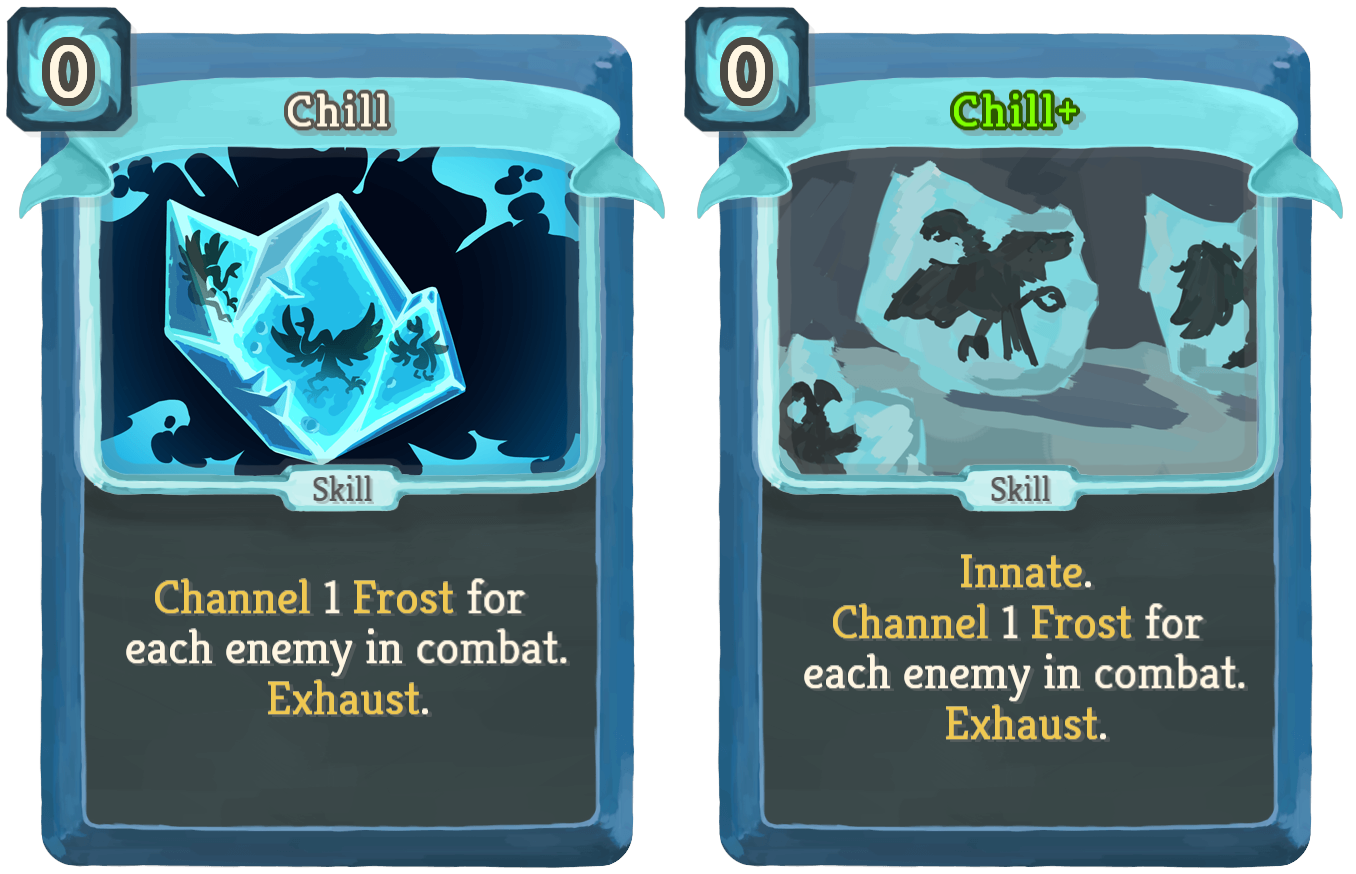 0
Chill
Skill
Channel 1 Frost for
each enemy in combat.
Exhaust.
0
Chill+
Skill
Innate.
Channel 1 Frost for
each enemy in combat.
Exhaust.